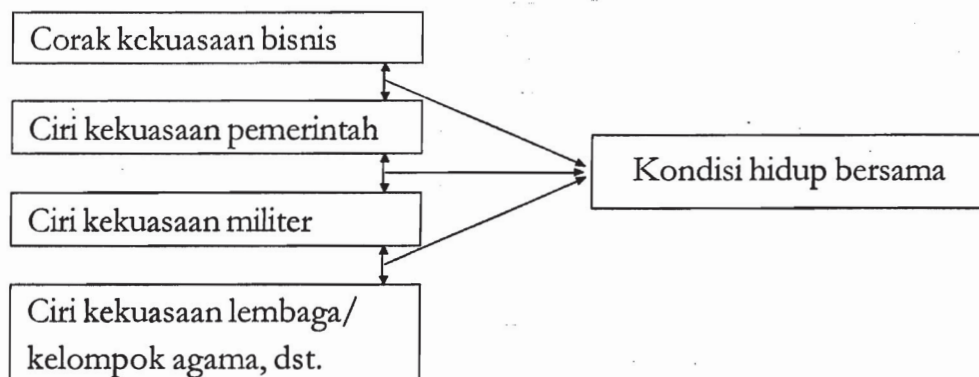 Corak kckuasaan bisnis
Ciri kekuasaan pemerintah
Ciri kekuasaan militer
Ciri kekuasaan lembaga/
kelompok agama, dst.
Kondisi hidup bersama